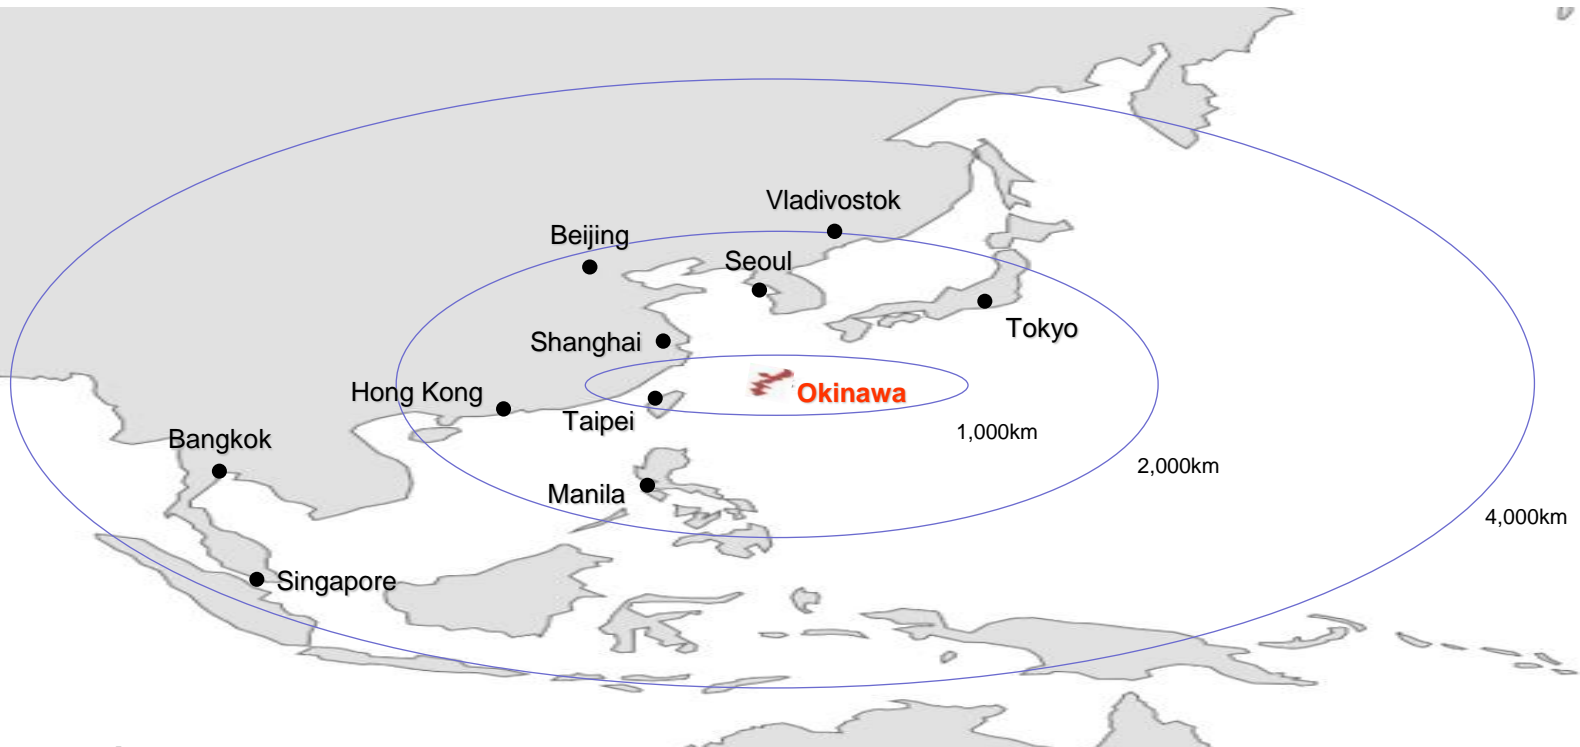 Vladivostok
Beijing
Seoul
Tokyo
Shanghai
Hong Kong
Okinawa
Taipei
1,000km
Bangkok
2,000km
Manila
4,000km
Singapore